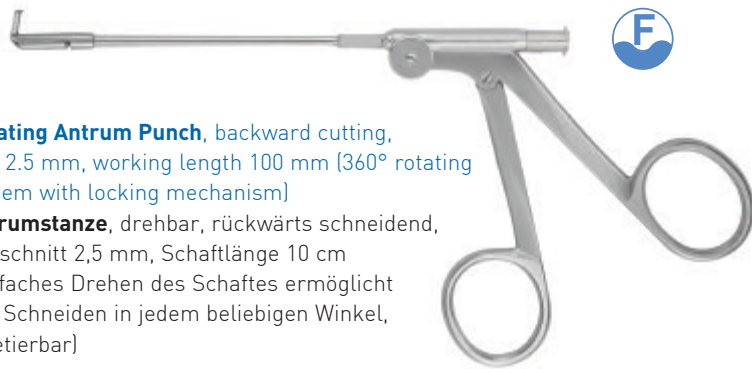 F
ating Antrum Punch, backward cutting,
2.5 mm, working length 100 mm (360° rotating
em with locking mechanism)
rumstanze, drehbar, rückwärts schneidend,
schnitt 2,5 mm, Schaftlänge 10 cm
faches Drehen des Schaftes ermöglicht
Schneiden in jedem beliebigen Winkel,
etierbar)